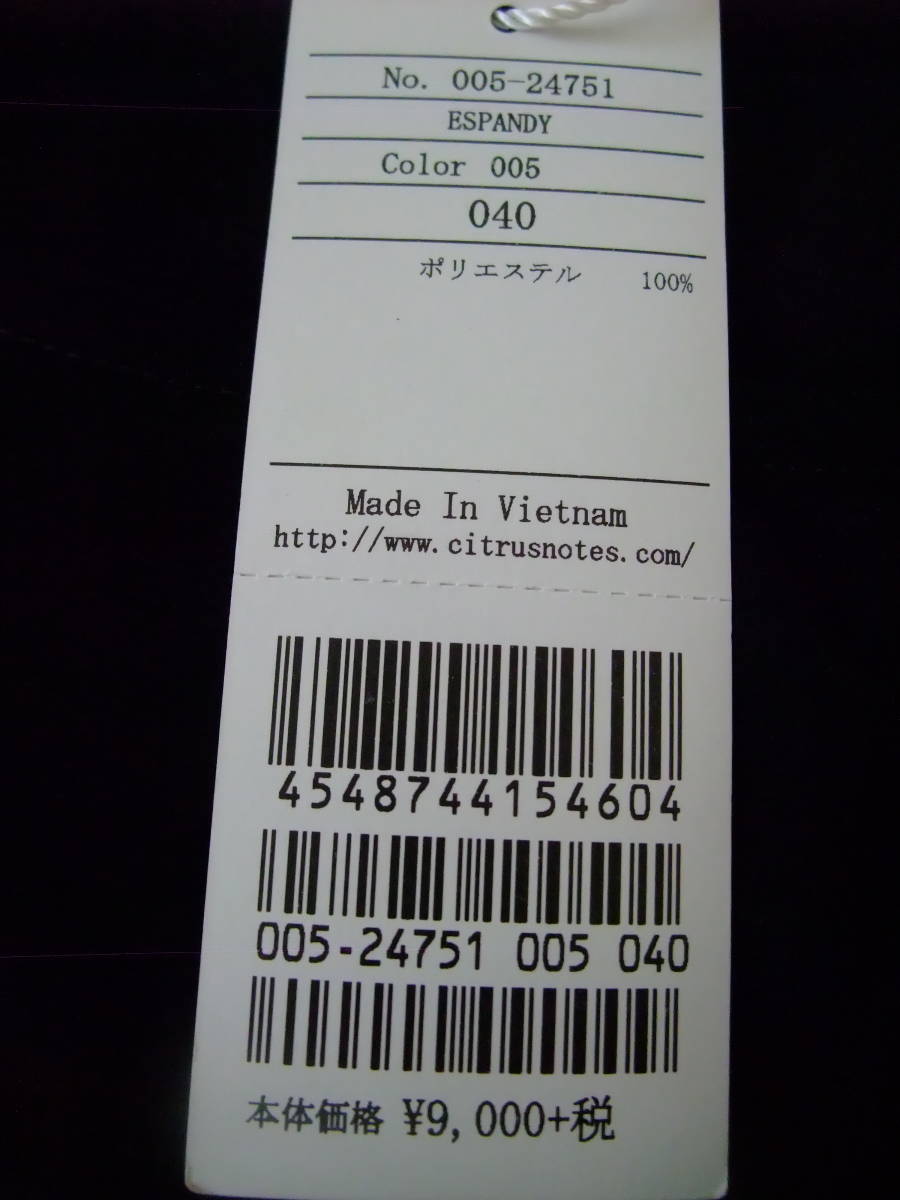 No. 005-24751
ESPANDY
Color 005
040
ポリエステル 100%
Made In Vietnam
http://www.citrusnotes.com/
4548744154604
005-24751 005 040
本体価格 ¥9,000+税